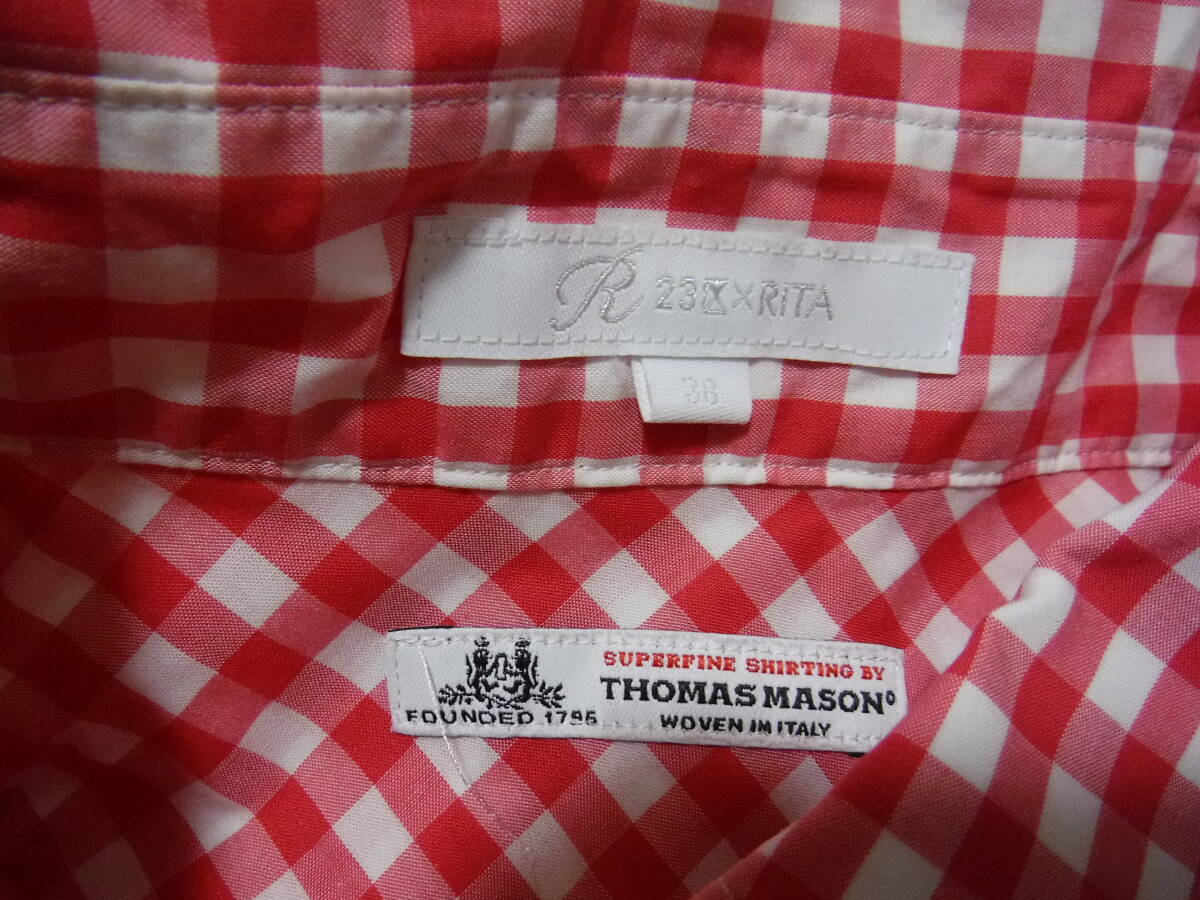 R 23区×RITA
38
SUPERFINE SHIRTING BY
THOMAS MASON
FOUNDED 1796
WOVEN IN ITALY